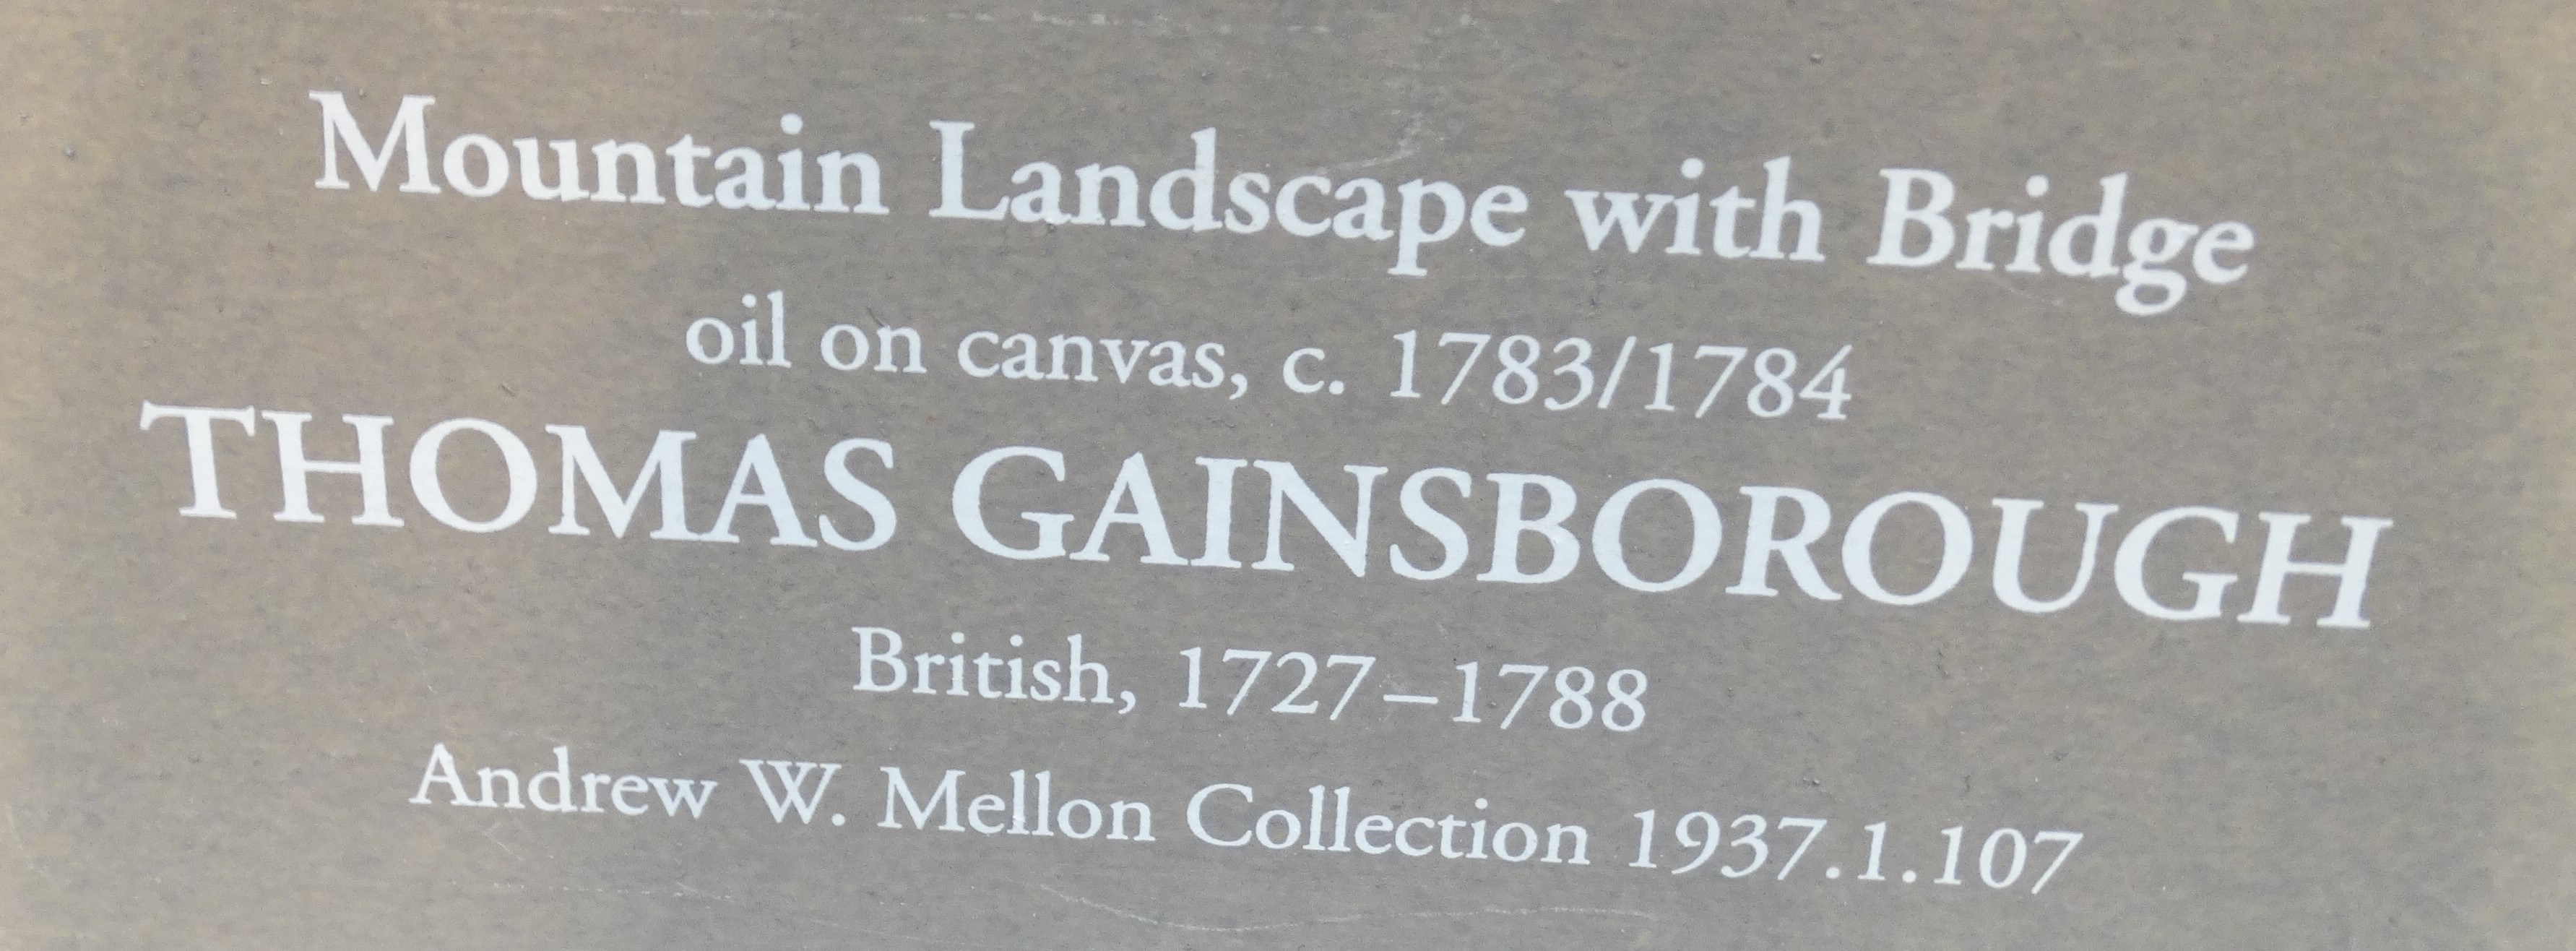 Mountain Landscape with Bridge
oil on canvas, c. 1783/1784
THOMAS GAINSBOROUGH
British, 1727–1788
Andrew W. Mellon Collection 1937.1.107